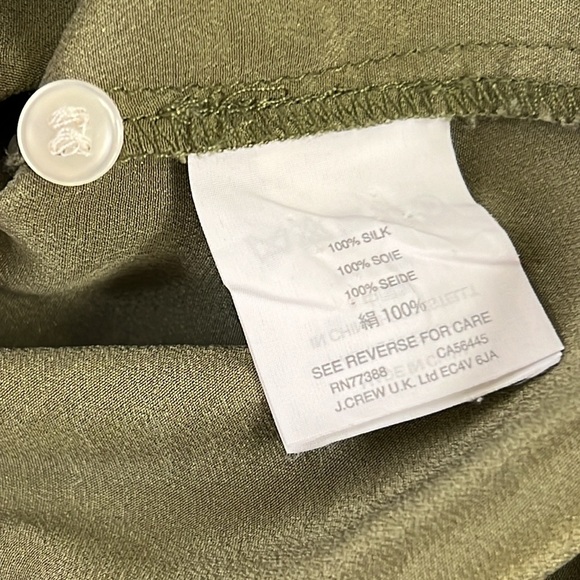 100% SILK
100% SOIE
100% SEIDE
絹 100%
SEE REVERSE FOR CARE
RN77388 CA56445
J.CREW U.K. Ltd EC4V 6JA